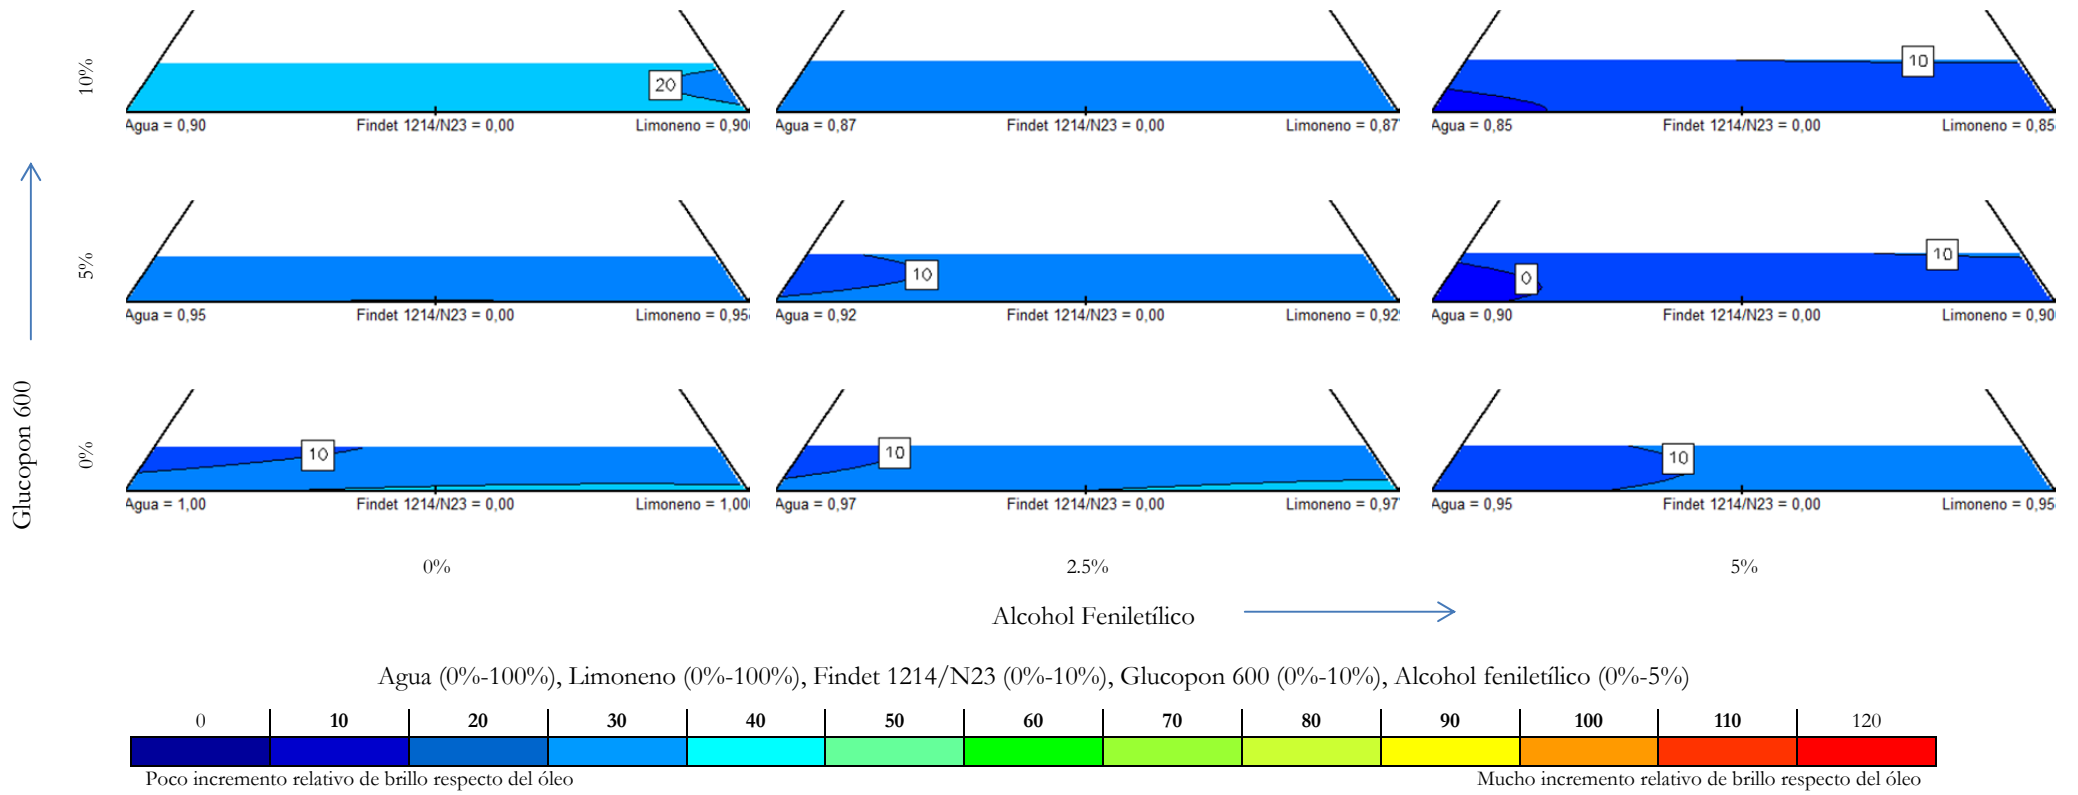 10%
20
10
Agua = 0,90
Findet 1214/N23 = 0,00
Limoneno = 0,90
Agua = 0,87
Findet 1214/N23 = 0,00
Limoneno = 0,87
Agua = 0,85
Findet 1214/N23 = 0,00
Limoneno = 0,85
5%
10
0
10
Agua = 0,95
Findet 1214/N23 = 0,00
Limoneno = 0,95
Agua = 0,92
Findet 1214/N23 = 0,00
Limoneno = 0,92
Agua = 0,90
Findet 1214/N23 = 0,00
Limoneno = 0,90
Glucopon 600
0%
10
10
10
Agua = 1,00
Findet 1214/N23 = 0,00
Limoneno = 1,00
Agua = 0,97
Findet 1214/N23 = 0,00
Limoneno = 0,97
Agua = 0,95
Findet 1214/N23 = 0,00
Limoneno = 0,95
0%
2.5%
5%
Alcohol Feniletílico
Agua (0%-100%), Limoneno (0%-100%), Findet 1214/N23 (0%-10%), Glucopon 600 (0%-10%), Alcohol feniletílico (0%-5%)
0 10 20 30 40 50 60 70 80 90 100 110 120
Poco incremento relativo de brillo respecto del óleo
Mucho incremento relativo de brillo respecto del óleo